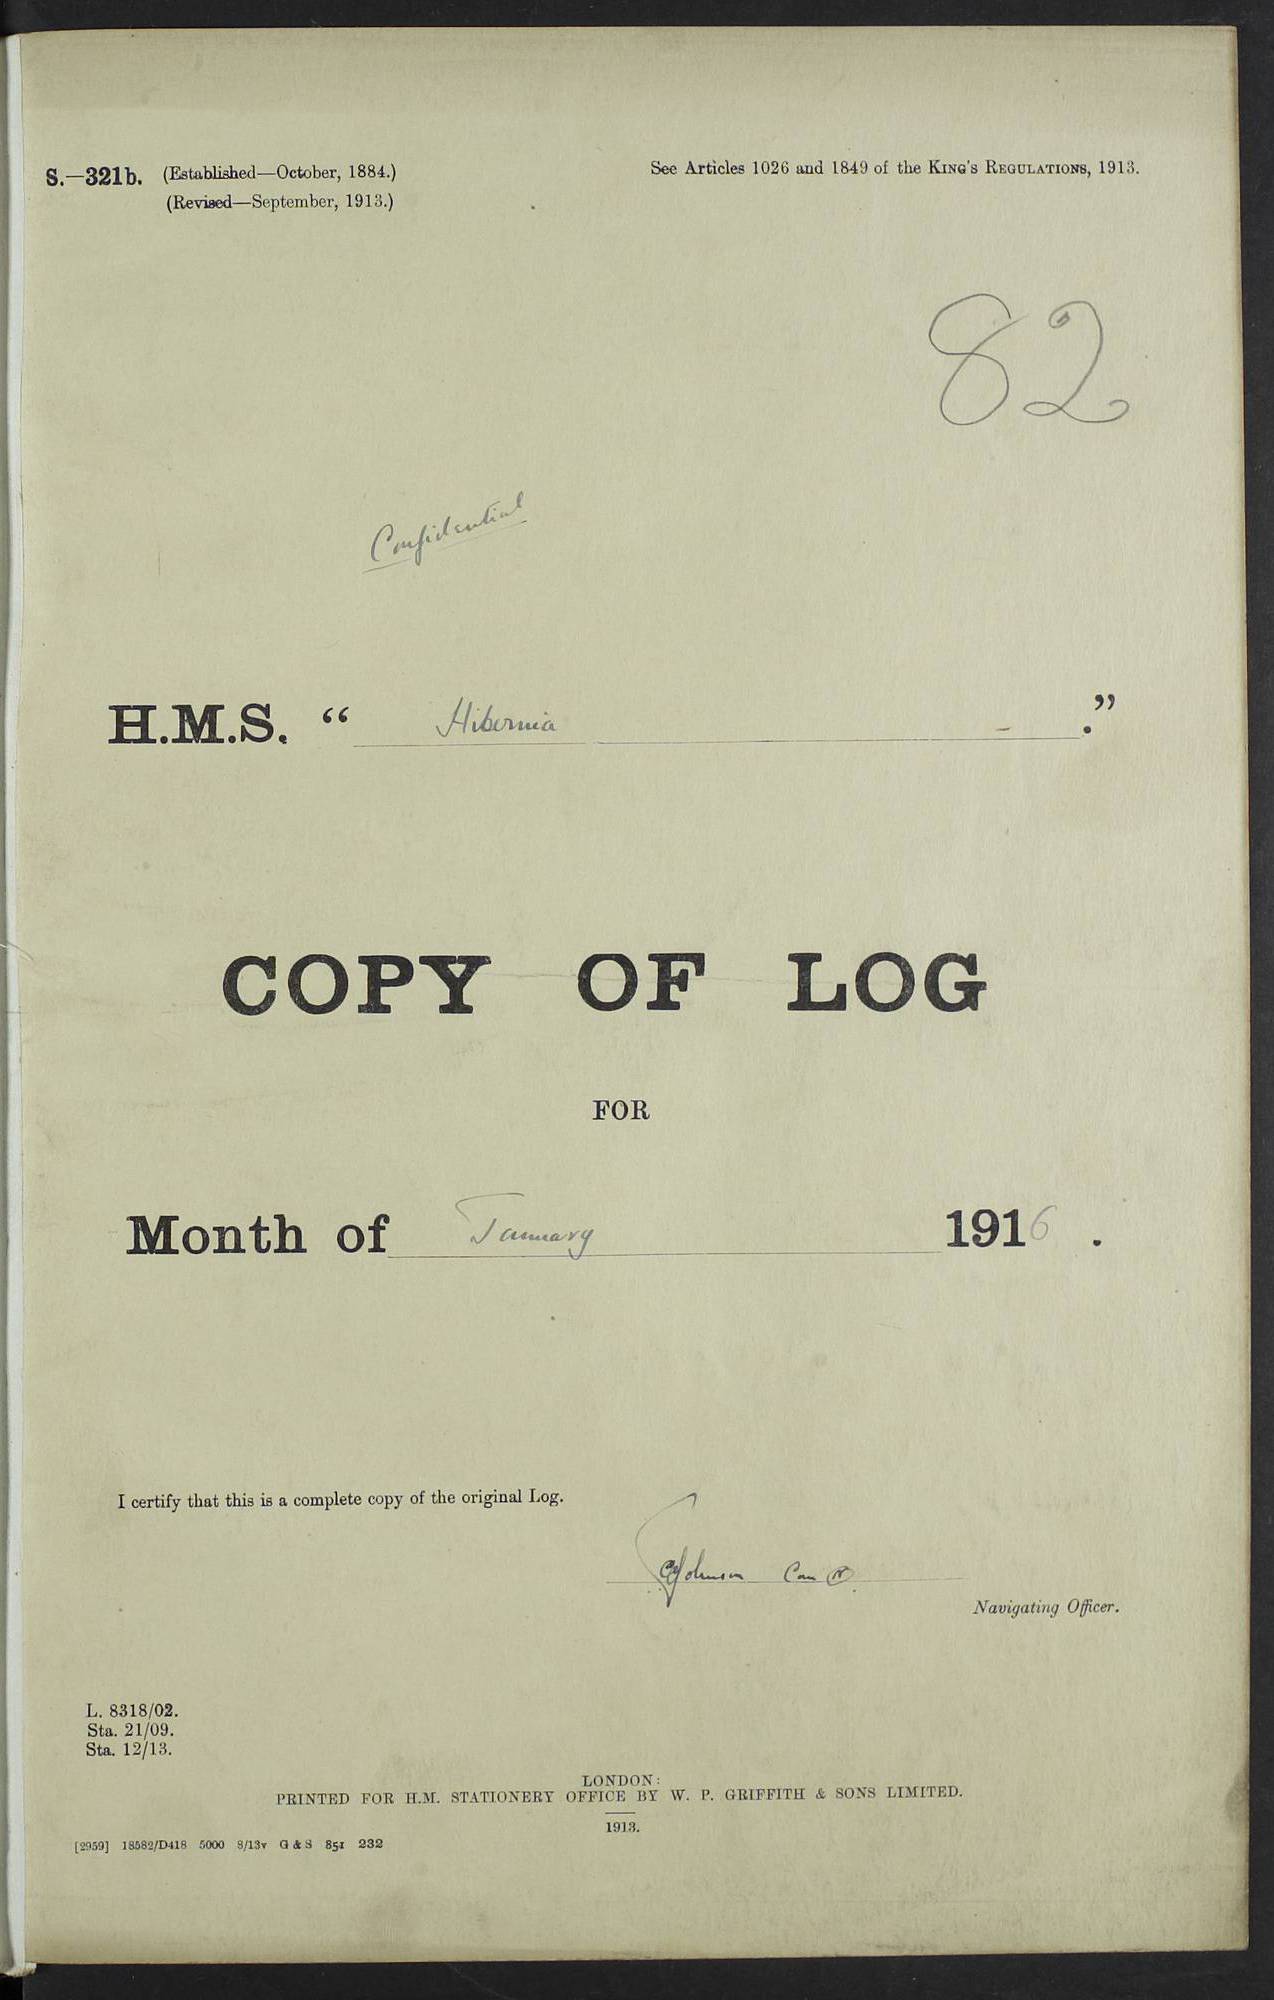 S.—321b. (Established—October, 1884.)
(Revised—September, 1913.)
See Articles 1026 and 1849 of the KING'S REGULATIONS, 1913.
82
Confidential
H.M.S. “ Hibernia - .”
COPY OF LOG
FOR
Month of January 1916 .
I certify that this is a complete copy of the original Log.
Johnson
Navigating Officer.
L. 8318/02.
Sta. 21/09.
Sta. 12/13.
LONDON:
PRINTED FOR H.M. STATIONERY OFFICE BY W. P. GRIFFITH & SONS LIMITED.
1913.
[2959] 18582/D418 5000 8/13v G & S 851 232